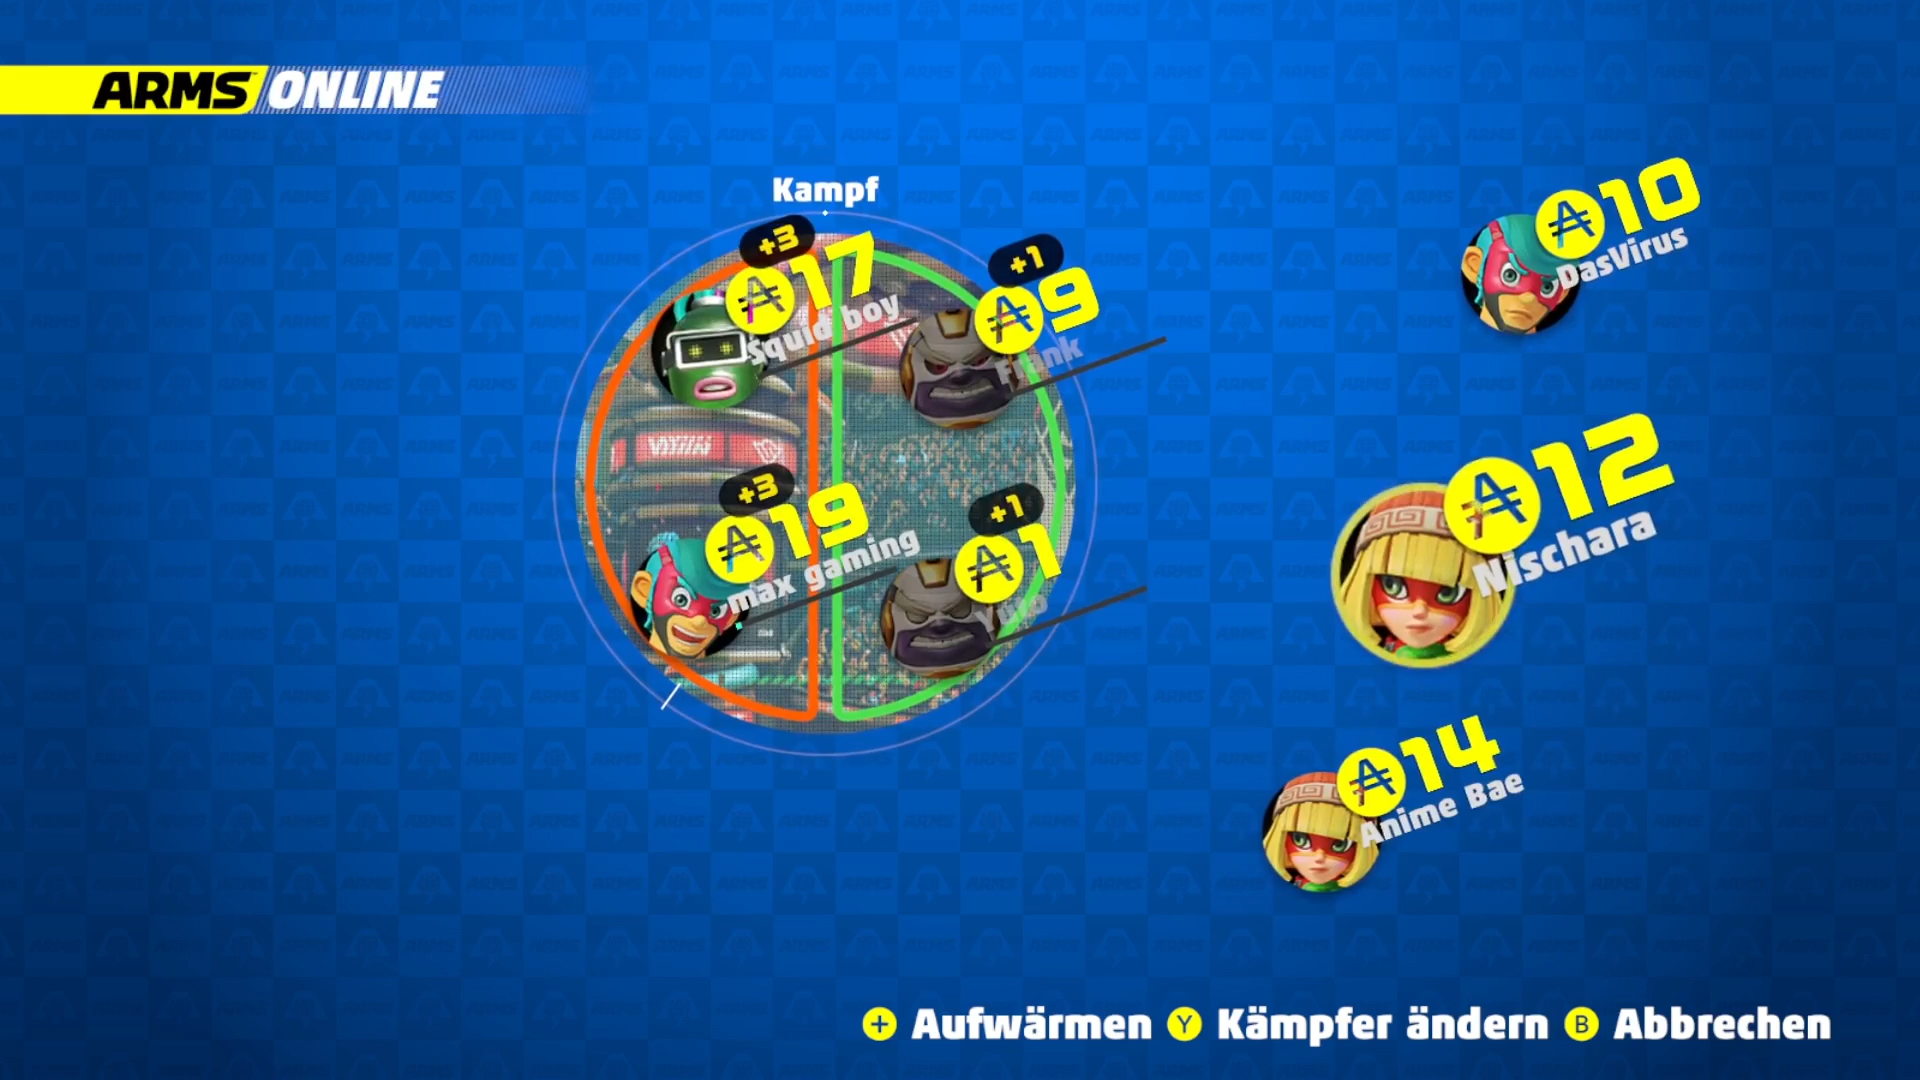 ARMS ONLINE
Kampf
+3
17
Squid boy
+1
9
Frank
+3
19
max gaming
+1
1
10
DasVirus
12
Nischara
14
Anime Bae
+ Aufwärmen Y Kämpfer ändern B Abbrechen